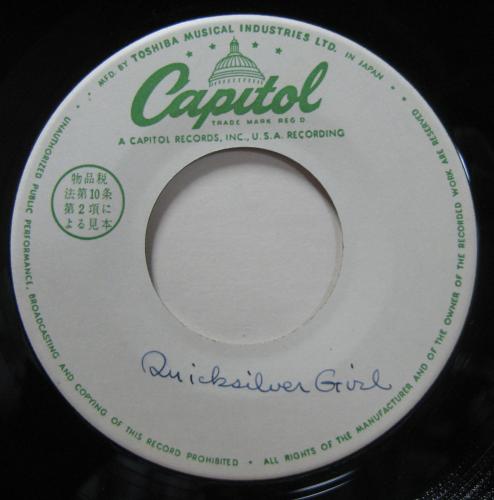 MFD. BY TOSHIBA MUSICAL INDUSTRIES LTD. IN JAPAN
Capitol
TRADE MARK REG D
A CAPITOL RECORDS, INC., U.S.A. RECORDING
物品税
法第10条
第2項に
よる見本
Quicksilver Girl
UNAUTHORIZED PUBLIC PERFORMANCE, BROADCASTING AND COPYING OF THIS RECORD PROHIBITED • ALL RIGHTS OF THE MANUFACTURER AND OF THE OWNER OF THE RECORDED WORK ARE RESERVED